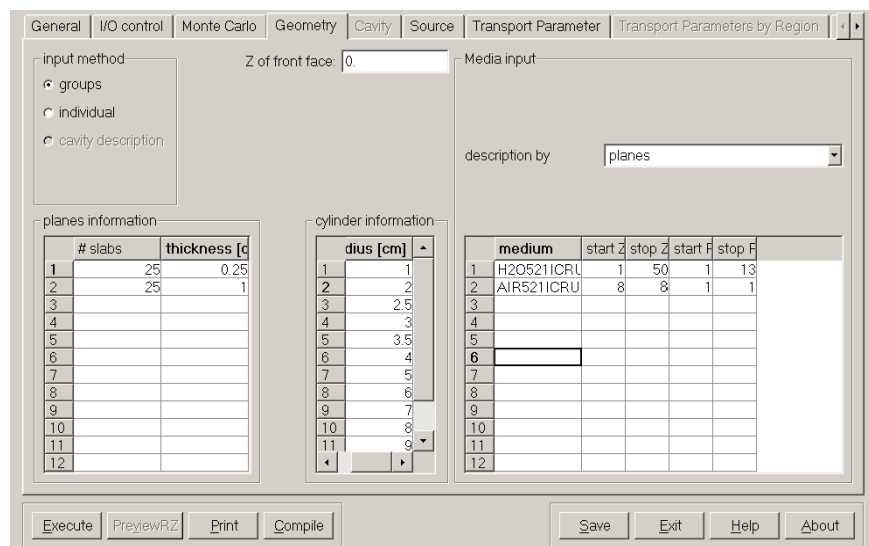 General I/O control Monte Carlo Geometry Cavity Source Transport Parameter Transport Parameters by Region
input method
Z of front face: 0.
Media input
groups
individual
cavity description
description by planes
planes information
cylinder information
# slabs thickness [c
1 25 0.25
2 25 1
3
4
5
6
7
8
9
10
11
12
dius [cm]
1 1
2 2
3 2.5
4 3
5 3.5
6 4
7 5
8 6
9 7
10 8
11 9
medium start Z stop Z start F stop F
1 H2O521ICRU 1 50 1 13
2 AIR521ICRU 8 8 1 1
3
4
5
6
7
8
9
10
11
12
Execute PreviewRZ Print Compile Save Exit Help About